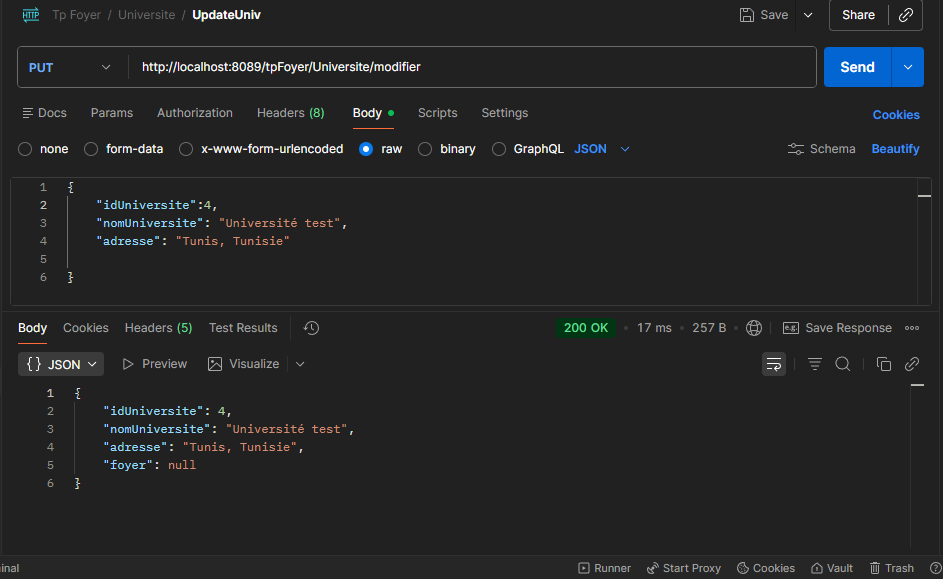 HTTP Tp Foyer / Universite / UpdateUniv Save Share
PUT http://localhost:8089/tpFoyer/Universite/modifier Send
Docs Params Authorization Headers (8) Body Scripts Settings Cookies
none form-data x-www-form-urlencoded raw binary GraphQL JSON Schema Beautify
1 {
2 "idUniversite":4,
3 "nomUniversite": "Université test",
4 "adresse": "Tunis, Tunisie"
5
6 }
Body Cookies Headers (5) Test Results 200 OK • 17 ms • 257 B • e.g. Save Response
{} JSON Preview Visualize
1 {
2 "idUniversite": 4,
3 "nomUniversite": "Université test",
4 "adresse": "Tunis, Tunisie",
5 "foyer": null
6 }
inal Runner Start Proxy Cookies Vault Trash